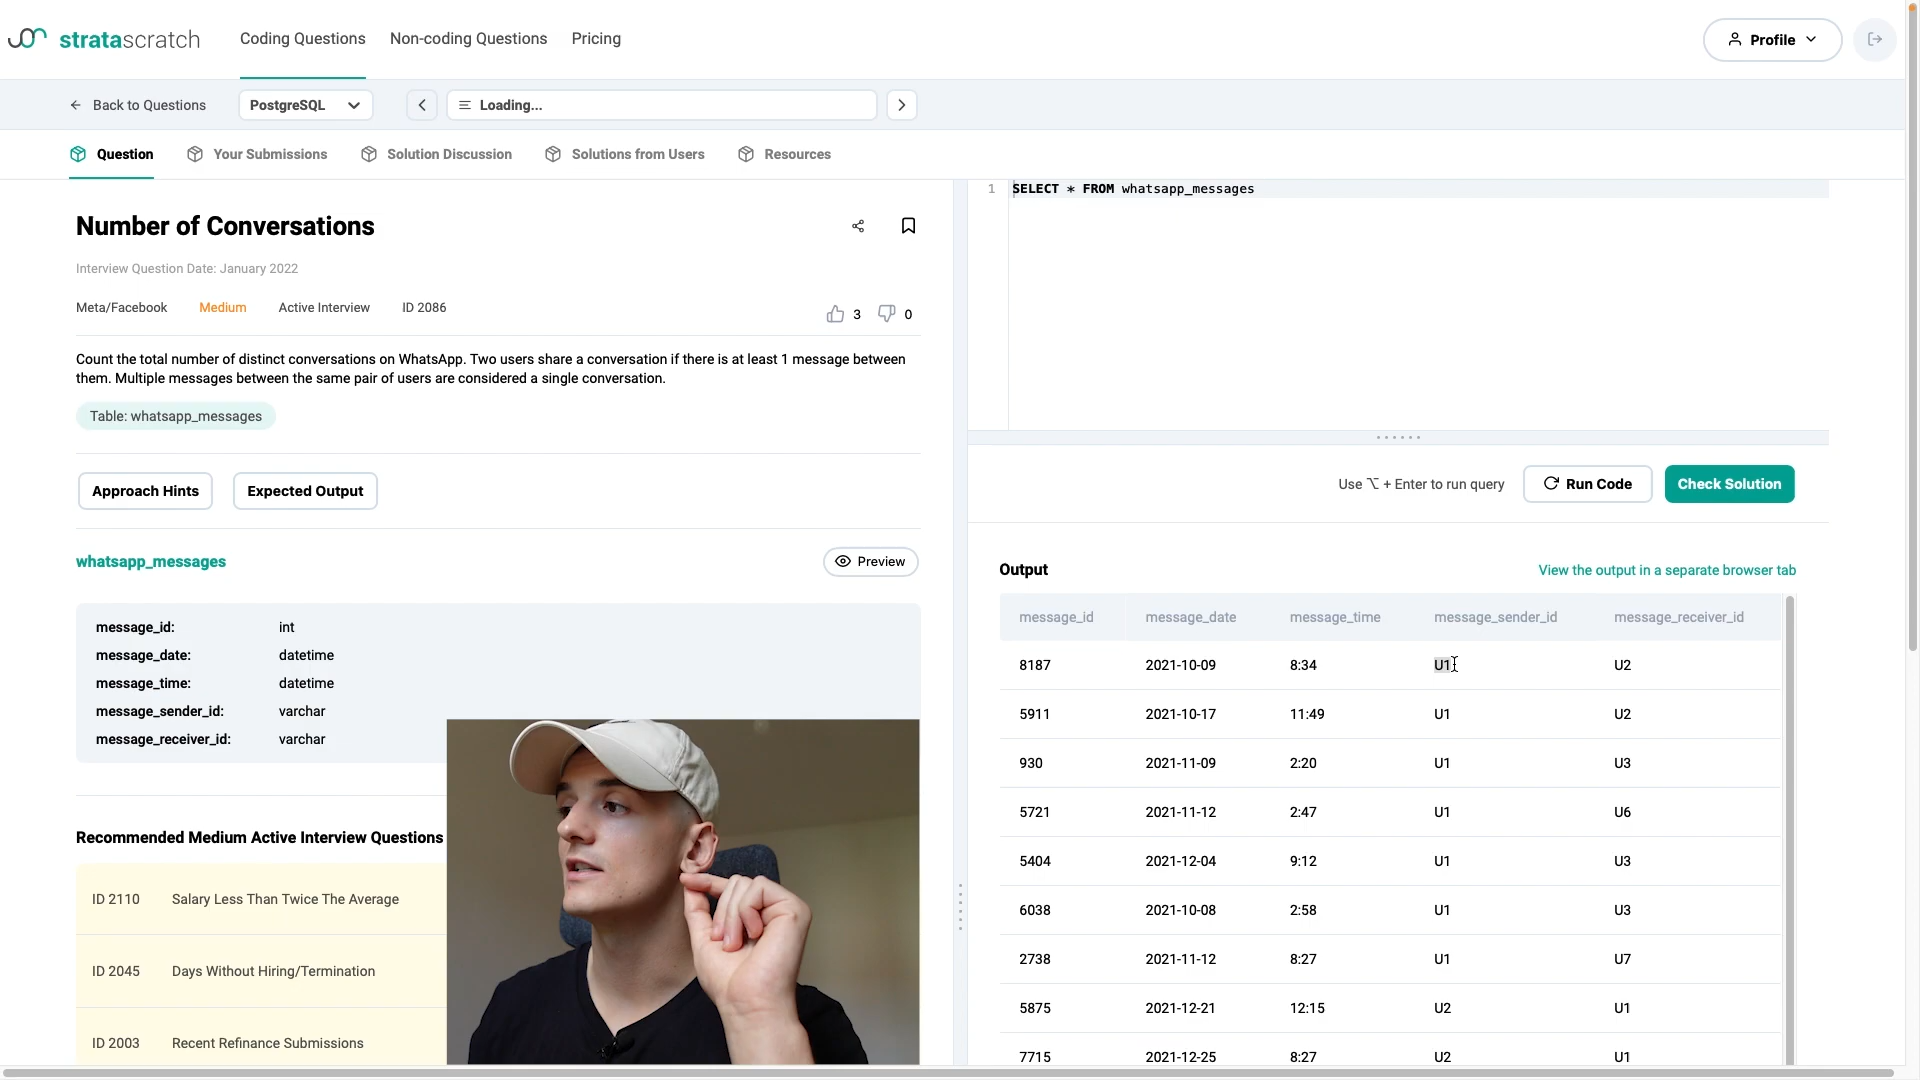 stratascratch
Coding Questions Non-coding Questions Pricing
Profile
Back to Questions PostgreSQL Loading...
Question Your Submissions Solution Discussion Solutions from Users Resources
Number of Conversations
Interview Question Date: January 2022
Meta/Facebook Medium Active Interview ID 2086
3 0
Count the total number of distinct conversations on WhatsApp. Two users share a conversation if there is at least 1 message between
them. Multiple messages between the same pair of users are considered a single conversation.
Table: whatsapp_messages
Approach Hints Expected Output
whatsapp_messages Preview
message_id: int
message_date: datetime
message_time: datetime
message_sender_id: varchar
message_receiver_id: varchar
Recommended Medium Active Interview Questions
ID 2110 Salary Less Than Twice The Average
ID 2045 Days Without Hiring/Termination
ID 2003 Recent Refinance Submissions
1 SELECT * FROM whatsapp_messages
Use ⌥ + Enter to run query Run Code Check Solution
Output View the output in a separate browser tab
message_id message_date message_time message_sender_id message_receiver_id
8187 2021-10-09 8:34 U1 U2
5911 2021-10-17 11:49 U1 U2
930 2021-11-09 2:20 U1 U3
5721 2021-11-12 2:47 U1 U6
5404 2021-12-04 9:12 U1 U3
6038 2021-10-08 2:58 U1 U3
2738 2021-11-12 8:27 U1 U7
5875 2021-12-21 12:15 U2 U1
7715 2021-12-25 8:27 U2 U1